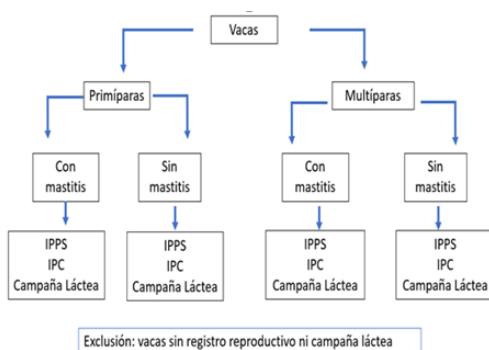 Vacas
Primíparas
Multíparas
Con
mastitis
Sin
mastitis
Con
mastitis
Sin
mastitis
IPPS
IPC
Campaña Láctea
IPPS
IPC
Campaña Láctea
IPPS
IPC
Campaña Láctea
IPPS
IPC
Campaña Láctea
Exclusión: vacas sin registro reproductivo ni campaña láctea